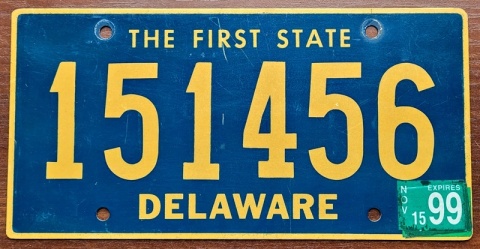 THE FIRST STATE
151456
DELAWARE
NOV
EXPIRES
15 99